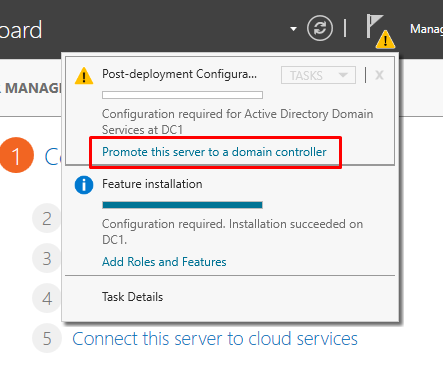 oard
Manag
Post-deployment Configura...
TASKS
X
MANAG
Configuration required for Active Directory Domain
Services at DC1
Promote this server to a domain controller
1 Co
Feature installation
2
Configuration required. Installation succeeded on
DC1.
3
Add Roles and Features
4
Task Details
5 Connect this server to cloud services